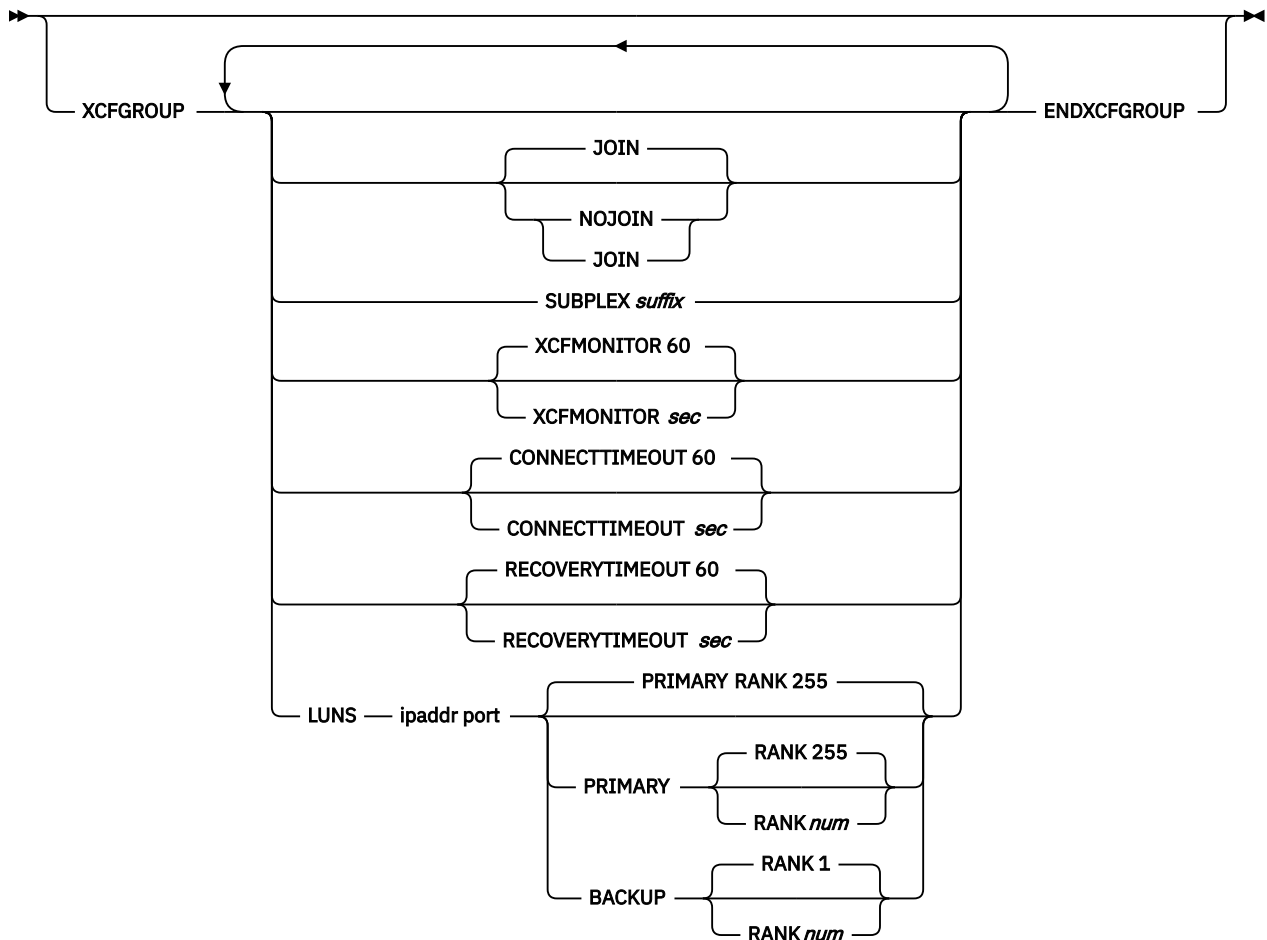 XCFGROUP
ENDXCFGROUP
JOIN
NOJOIN
JOIN
SUBPLEX suffix
XCFMONITOR 60
XCFMONITOR sec
CONNECTTIMEOUT 60
CONNECTTIMEOUT sec
RECOVERYTIMEOUT 60
RECOVERYTIMEOUT sec
PRIMARY RANK 255
LUNS ipaddr port
RANK 255
PRIMARY
RANK num
RANK 1
BACKUP
RANK num